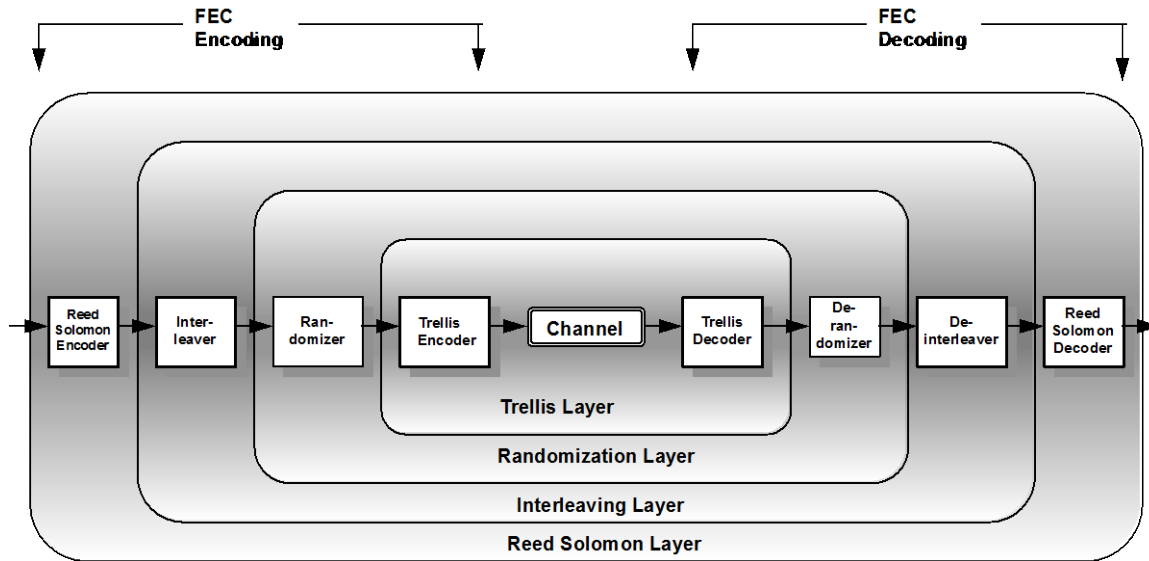 FEC
Encoding
FEC
Decoding
Reed
Solomon
Encoder
Inter-
leaver
Ran-
domizer
Trellis
Encoder
Channel
Trellis
Decoder
De-
ran-
domizer
De-
interleaver
Reed
Solomon
Decoder
Trellis Layer
Randomization Layer
Interleaving Layer
Reed Solomon Layer